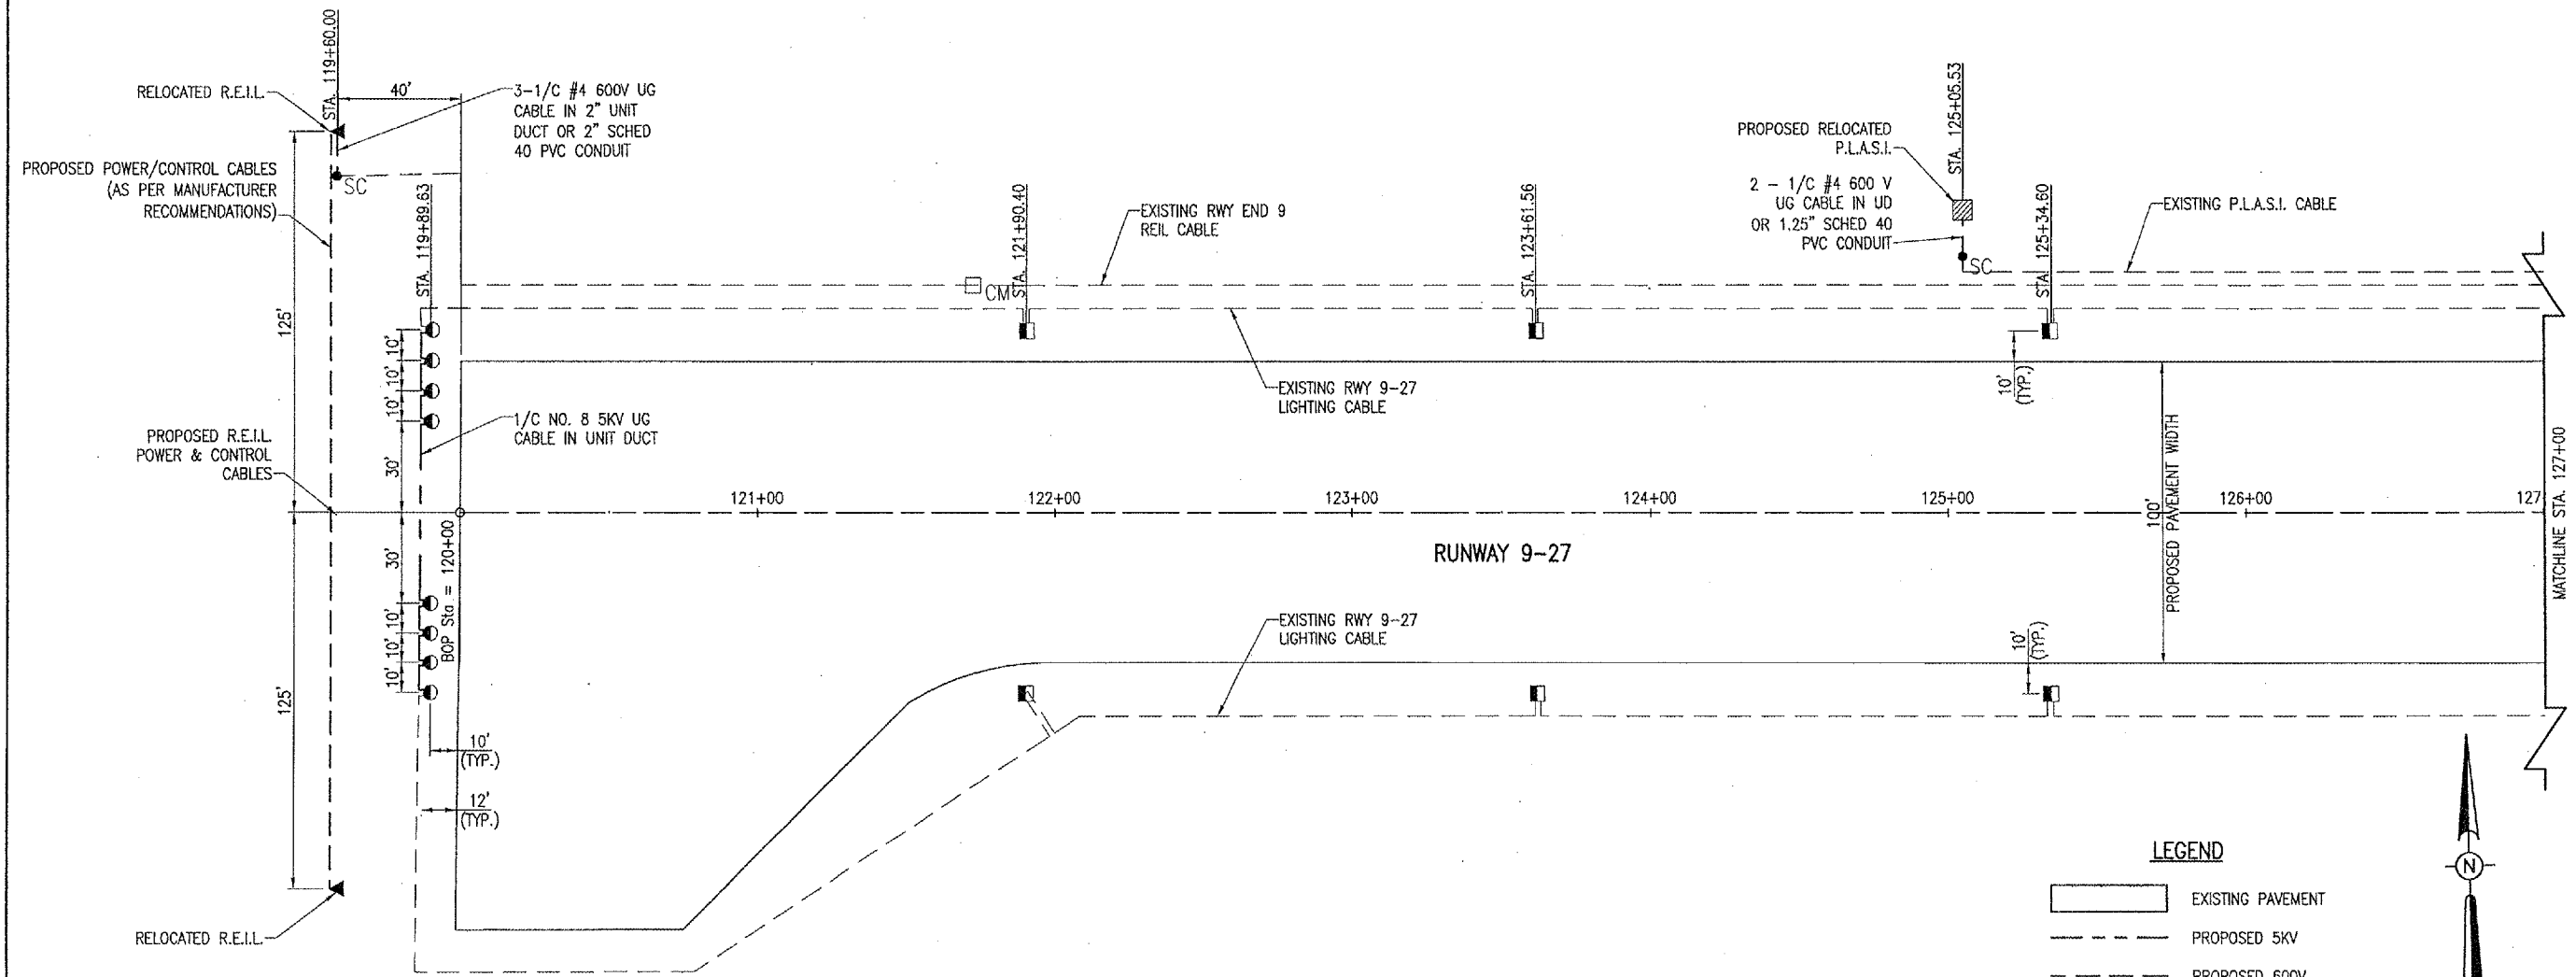 STA. 119+60.00
RELOCATED R.E.I.L.
40'
3-1/C #4 600V UG
CABLE IN 2" UNIT
DUCT OR 2" SCHED
40 PVC CONDUIT
PROPOSED POWER/CONTROL CABLES
(AS PER MANUFACTURER
RECOMMENDATIONS)
SC
STA. 119+89.63
125'
10'
10'
10'
30'
1/C NO. 8 5KV UG
CABLE IN UNIT DUCT
PROPOSED R.E.I.L.
POWER & CONTROL
CABLES
EXISTING RWY END 9
REIL CABLE
CM
STA. 121+90.40
STA. 123+61.56
EXISTING RWY 9-27
LIGHTING CABLE
PROPOSED RELOCATED
P.L.A.S.I.
2 - 1/C #4 600 V
UG CABLE IN UD
OR 1.25" SCHED 40
PVC CONDUIT
STA. 125+05.53
SC
STA. 125+34.60
EXISTING P.L.A.S.I. CABLE
10'
(TYP.)
121+00
122+00
123+00
124+00
125+00
126+00
127
RUNWAY 9-27
100'
PROPOSED PAVEMENT WIDTH
MATCHLINE STA. 127+00
30'
10'
10'
10'
BOP Sta. = 120+00
125'
EXISTING RWY 9-27
LIGHTING CABLE
10'
(TYP.)
10'
(TYP.)
12'
(TYP.)
RELOCATED R.E.I.L.
LEGEND
N
EXISTING PAVEMENT
PROPOSED 5KV
PROPOSED 600V